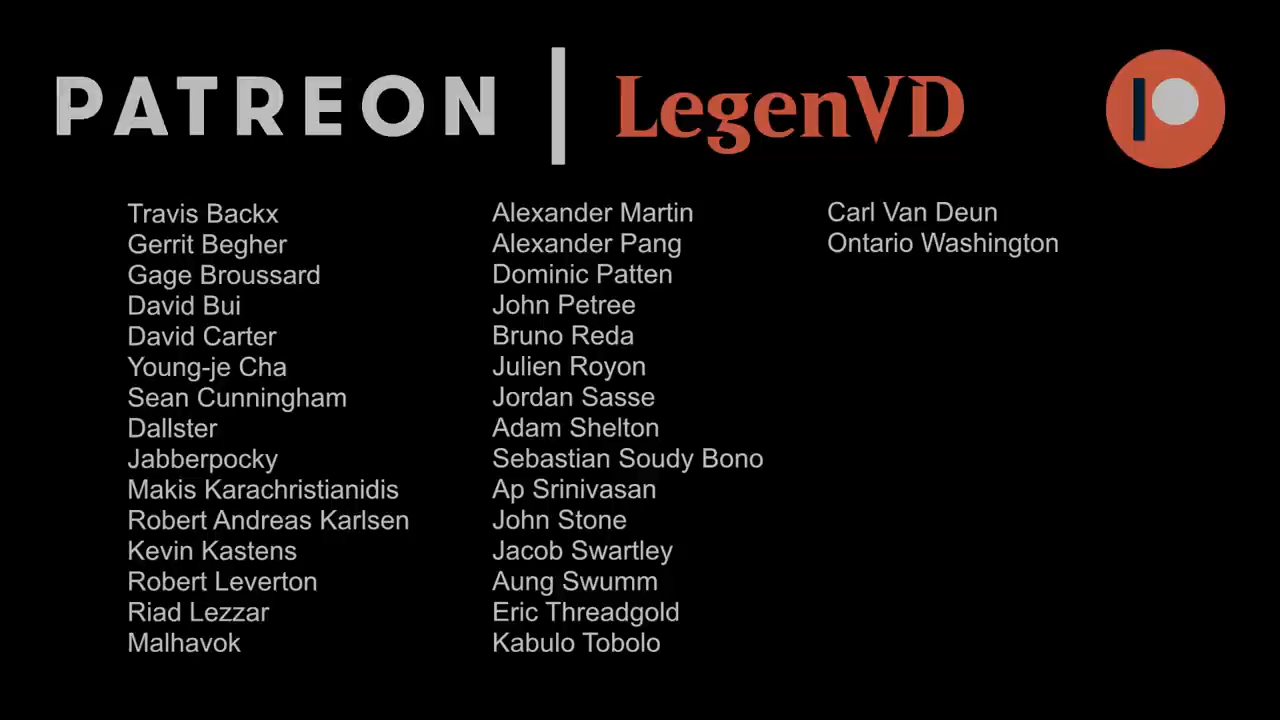 PATREON | LegenVD
Travis Backx
Gerrit Begher
Gage Broussard
David Bui
David Carter
Young-je Cha
Sean Cunningham
Dallster
Jabberpocky
Makis Karachristianidis
Robert Andreas Karlsen
Kevin Kastens
Robert Leverton
Riad Lezzar
Malhavok
Alexander Martin
Alexander Pang
Dominic Patten
John Petree
Bruno Reda
Julien Royon
Jordan Sasse
Adam Shelton
Sebastian Soudy Bono
Ap Srinivasan
John Stone
Jacob Swartley
Aung Swumm
Eric Threadgold
Kabulo Tobolo
Carl Van Deun
Ontario Washington